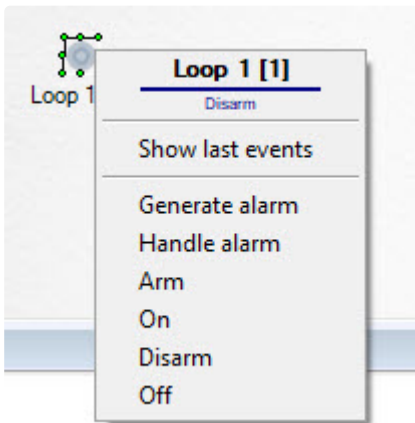 Loop 1
Loop 1 [1]
Disarm
Show last events
Generate alarm
Handle alarm
Arm
On
Disarm
Off